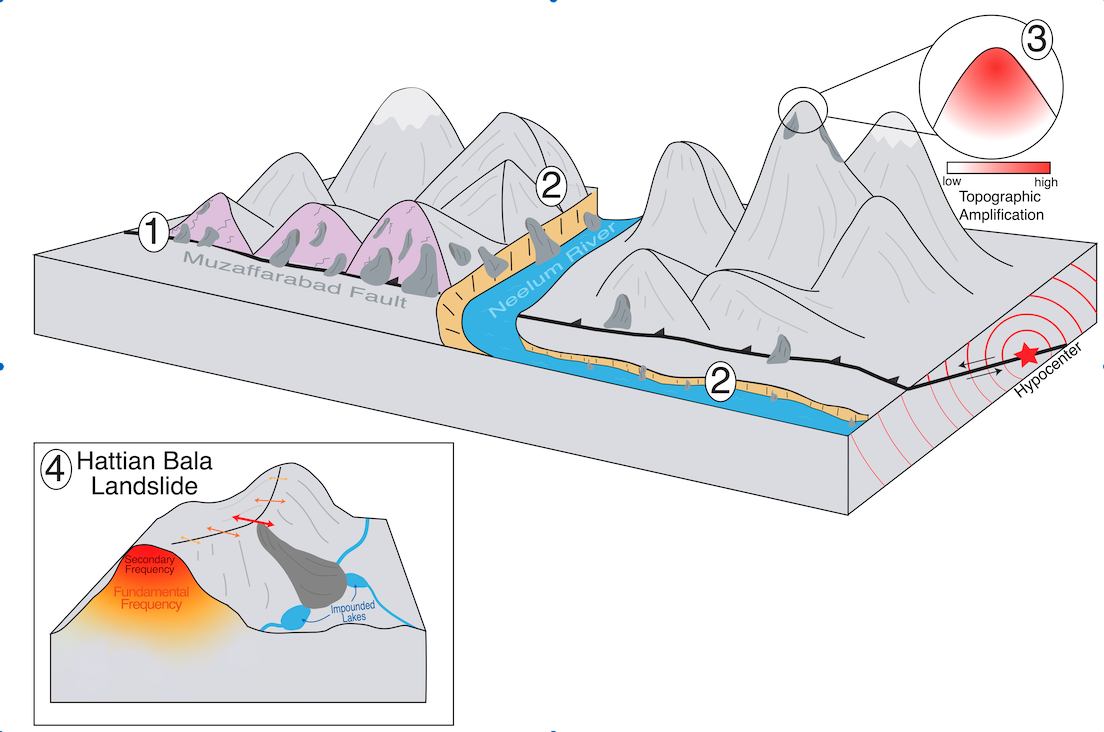 3
low
high
Topographic
Amplification
2
1
Muzaffarabad Fault
Neelum River
Hypocenter
2
4
Hattian Bala
Landslide
Secondary
Frequency
Fundamental
Frequency
Impounded
Lakes